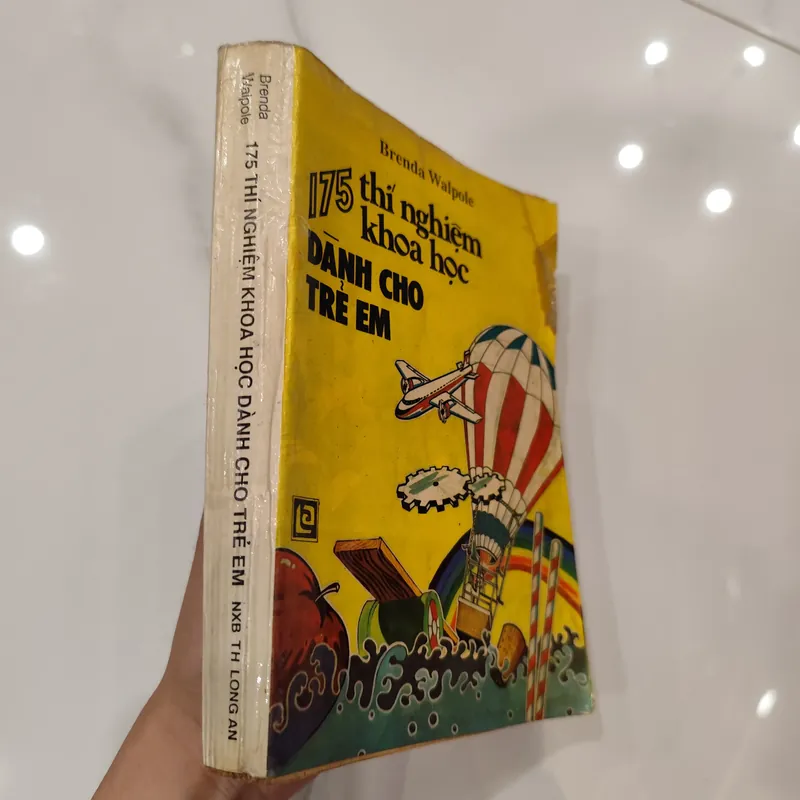 Brenda
Walpole
175 THÍ NGHIỆM KHOA HỌC DÀNH CHO TRẺ EM
NXB TH LONG AN
Brenda Walpole
175 thí nghiệm
khoa học
DÀNH CHO
TRẺ EM